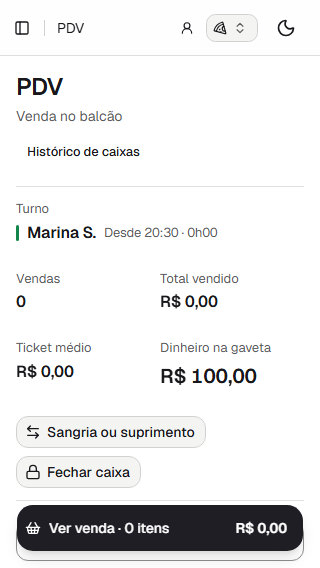 PDV
PDV
Venda no balcão
Histórico de caixas
Turno
Marina S. Desde 20:30 · 0h00
Vendas
0
Total vendido
R$ 0,00
Ticket médio
R$ 0,00
Dinheiro na gaveta
R$ 100,00
Sangria ou suprimento
Fechar caixa
Ver venda · 0 itens R$ 0,00